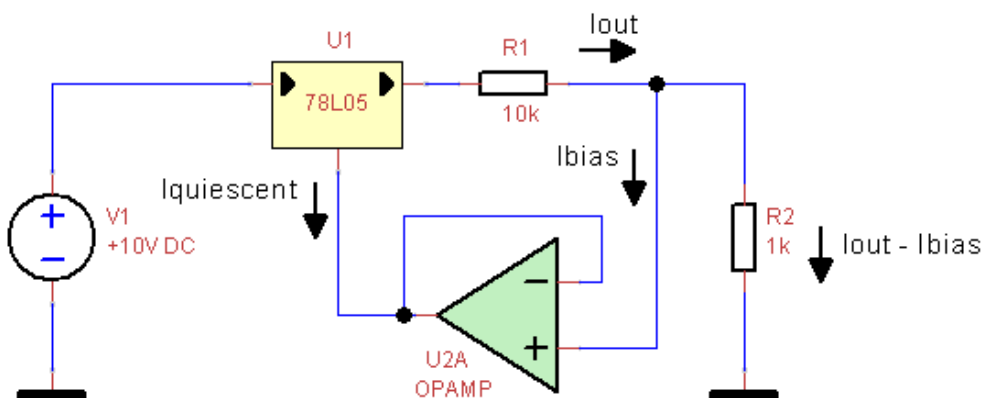 Iout
U1
R1
78L05
10k
Ibias
Iquiescent
V1
+10V DC
R2
1k
Iout - Ibias
U2A
OPAMP